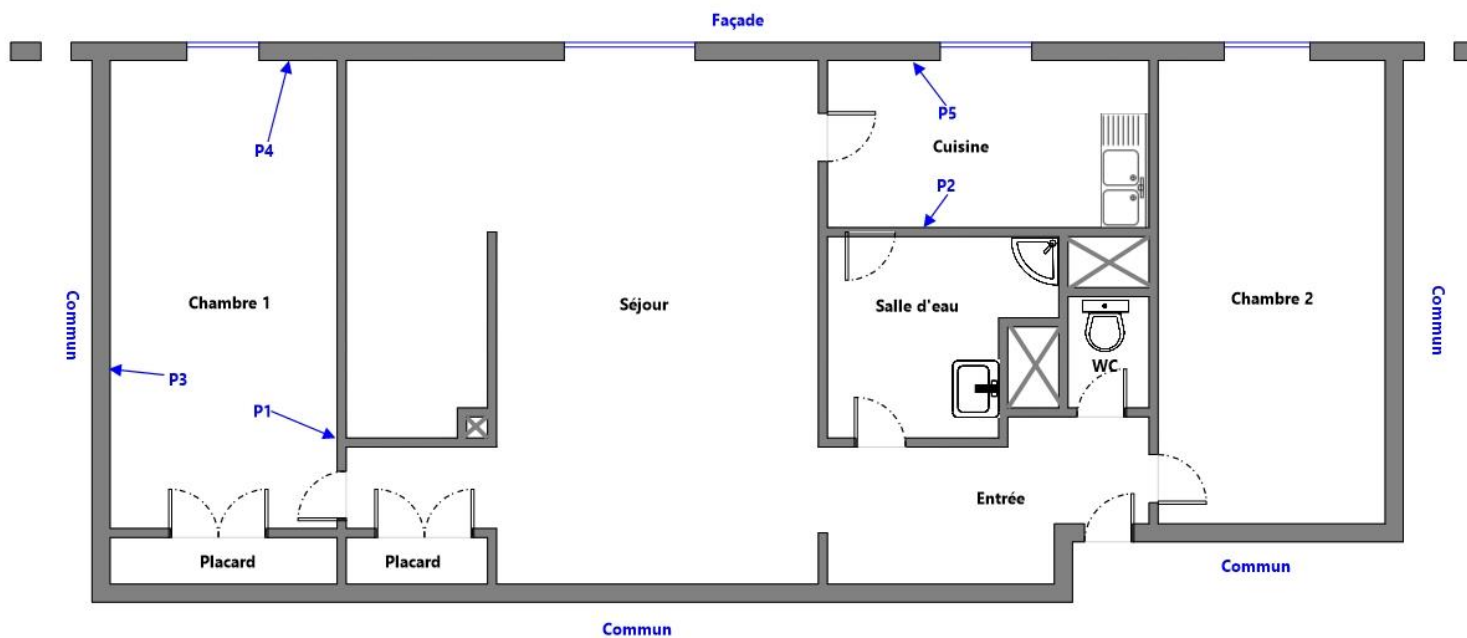 Façade
P4
P5
Cuisine
P2
Commun
Chambre 1
Séjour
Salle d'eau
Chambre 2
Commun
WC
P3
P1
Entrée
Placard
Placard
Commun
Commun